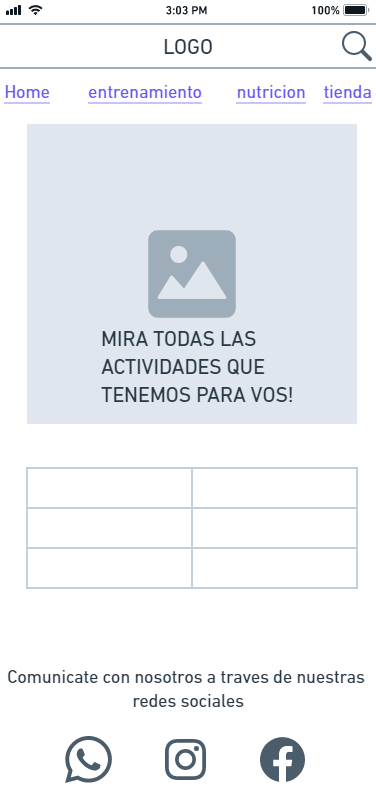 3:03 PM
100%
LOGO
Home entrenamiento nutricion tienda
MIRA TODAS LAS
ACTIVIDADES QUE
TENEMOS PARA VOS!
Comunicate con nosotros a traves de nuestras
redes sociales